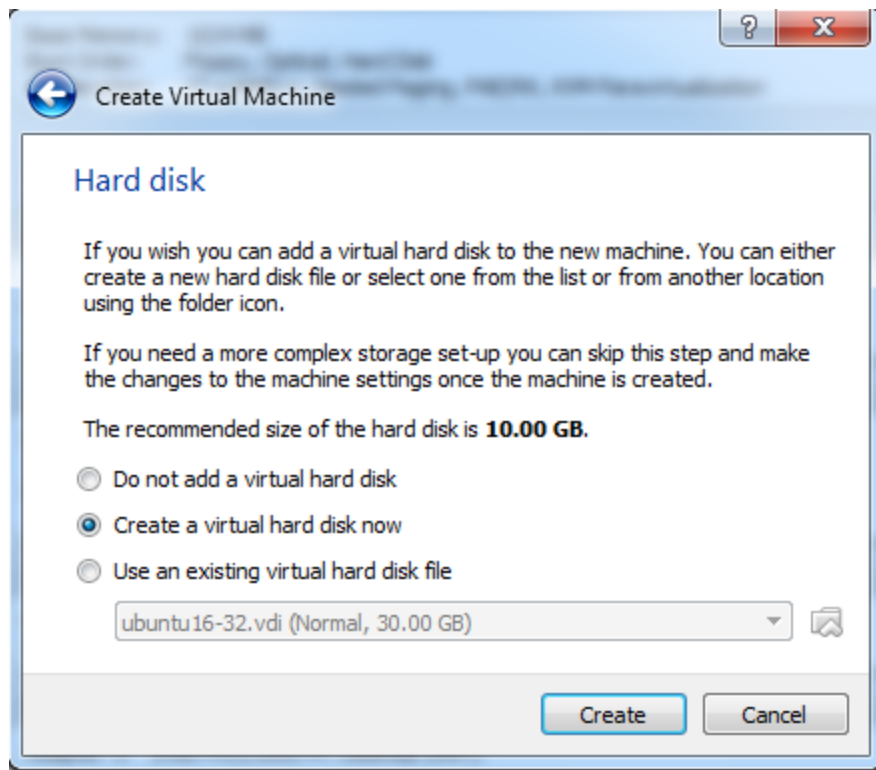 Create Virtual Machine
Hard disk
If you wish you can add a virtual hard disk to the new machine. You can either
create a new hard disk file or select one from the list or from another location
using the folder icon.
If you need a more complex storage set-up you can skip this step and make
the changes to the machine settings once the machine is created.
The recommended size of the hard disk is 10.00 GB.
Do not add a virtual hard disk
Create a virtual hard disk now
Use an existing virtual hard disk file
ubuntu16-32.vdi (Normal, 30.00 GB)
Create Cancel